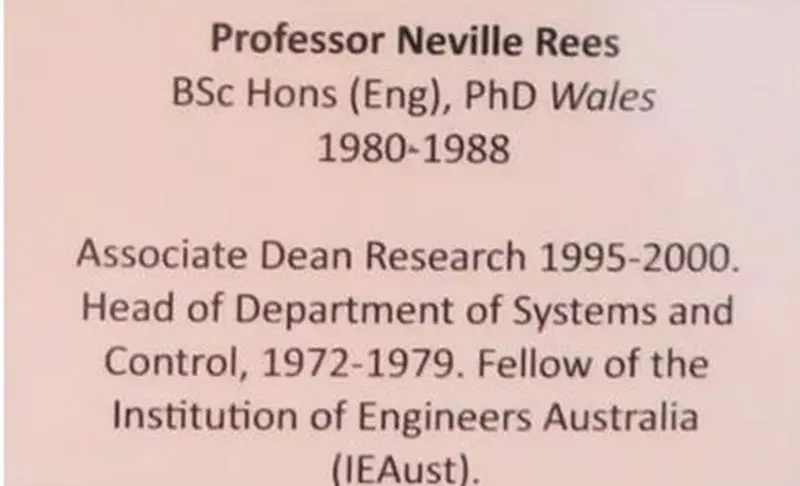 Professor Neville Rees
BSc Hons (Eng), PhD Wales
1980-1988
Associate Dean Research 1995-2000.
Head of Department of Systems and
Control, 1972-1979. Fellow of the
Institution of Engineers Australia
(IEAust).